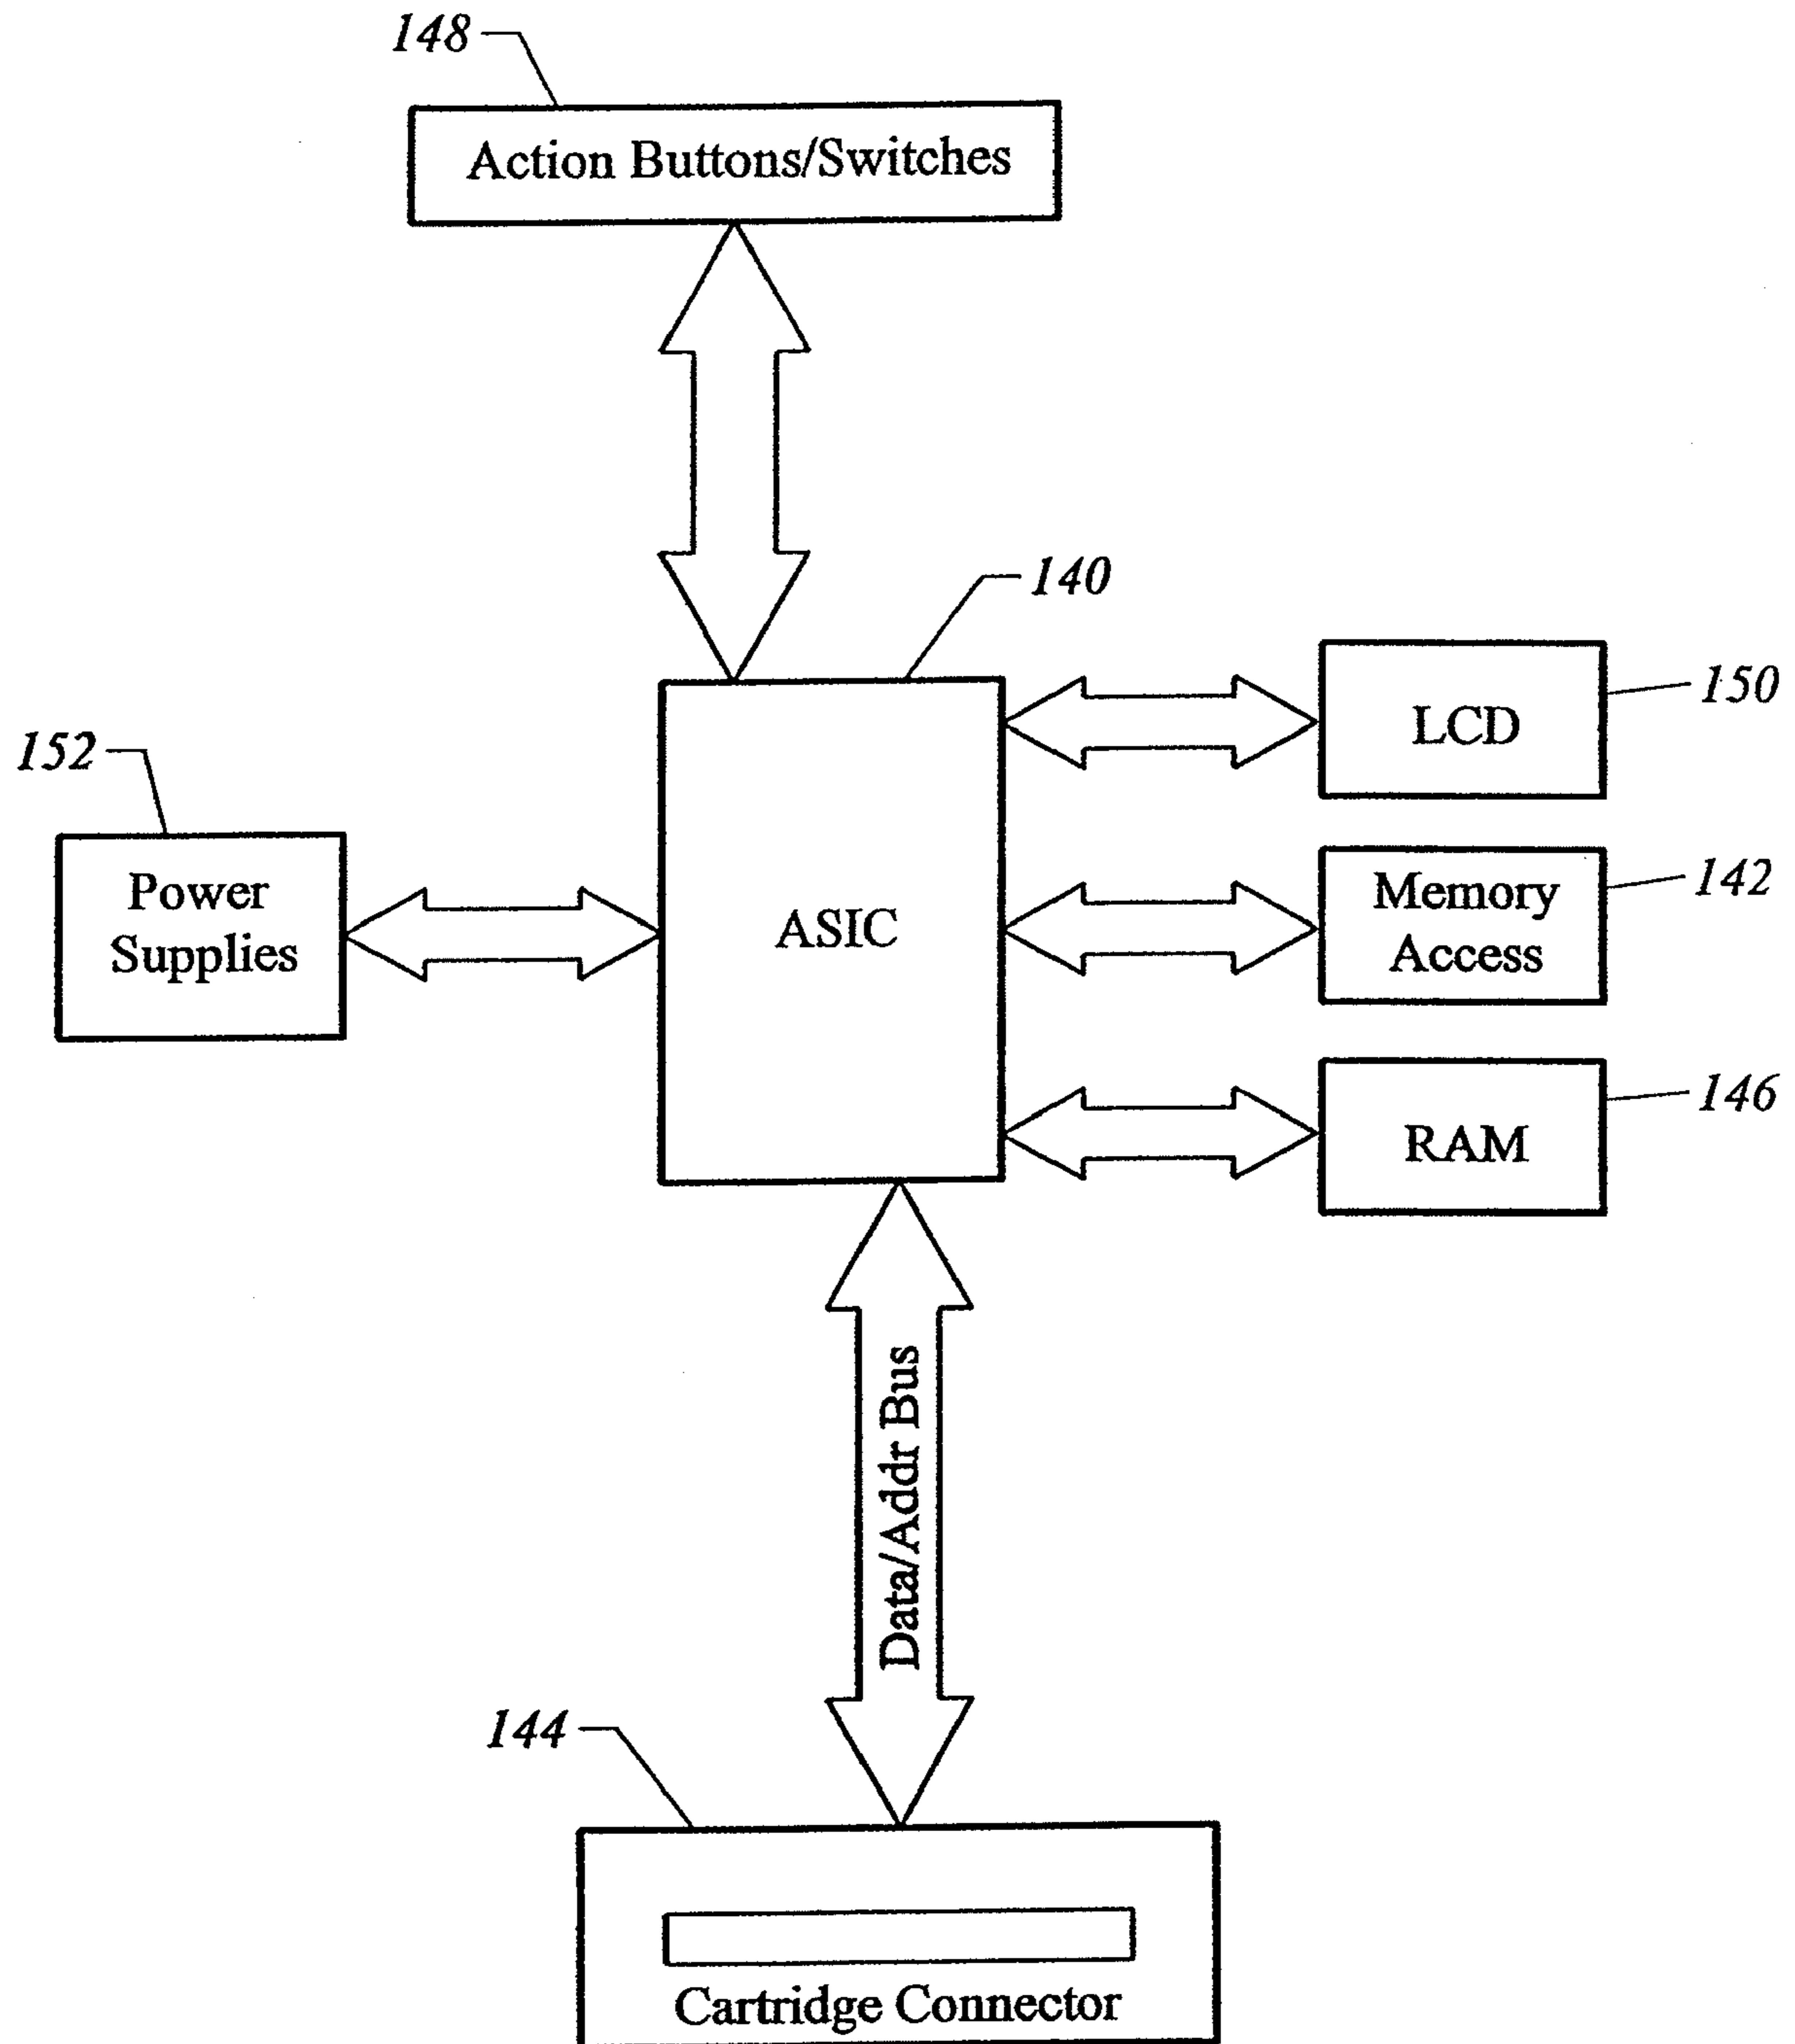 148
Action Buttons/Switches
140
150
LCD
152
Power
Supplies
ASIC
142
Memory
Access
146
RAM
Data/Addr Bus
144
Cartridge Connector